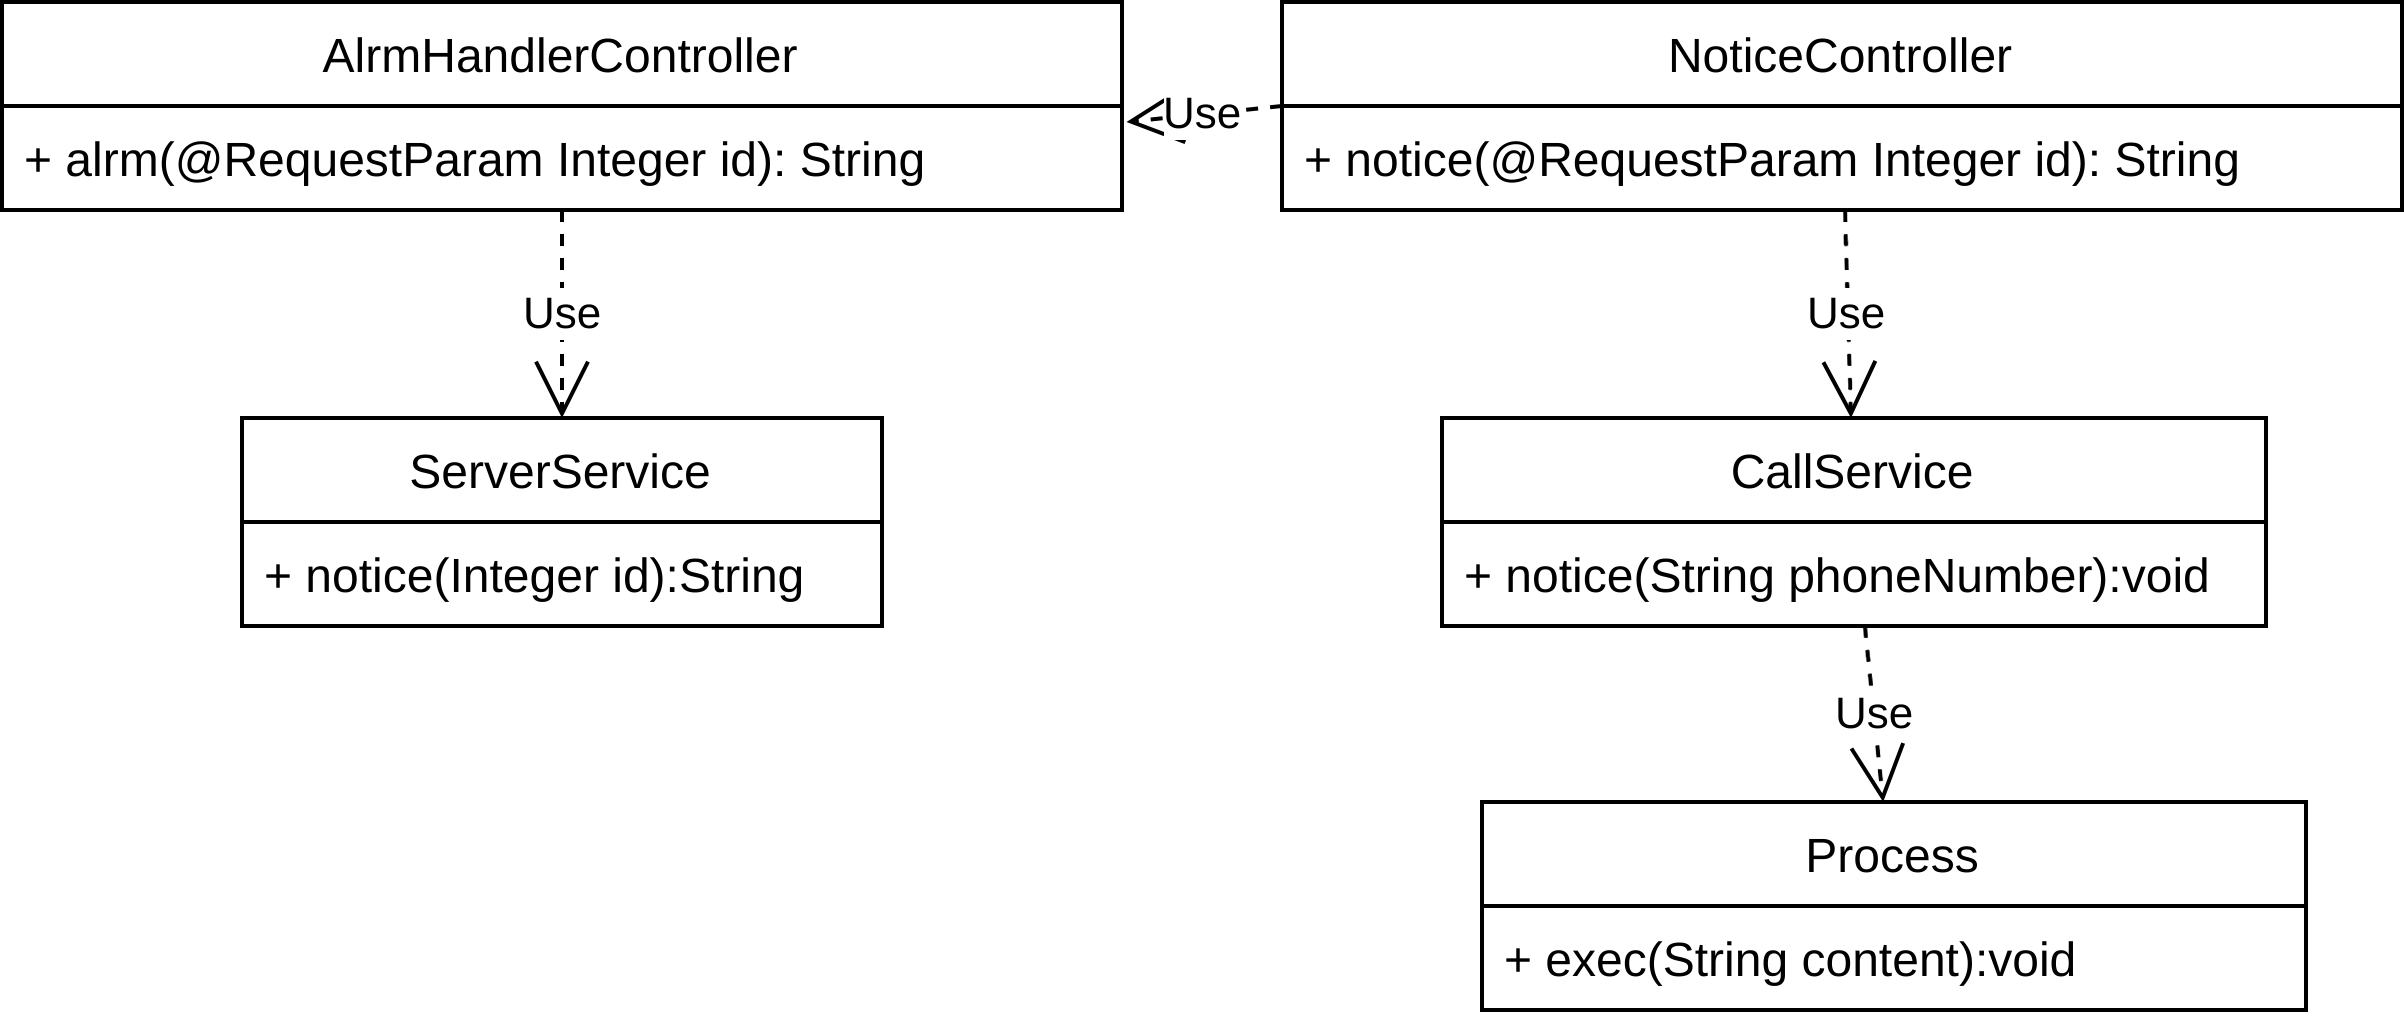 AlrmHandlerController
+ alrm(@RequestParam Integer id): String
Use
NoticeController
+ notice(@RequestParam Integer id): String
Use
Use
ServerService
+ notice(Integer id):String
CallService
+ notice(String phoneNumber):void
Use
Process
+ exec(String content):void